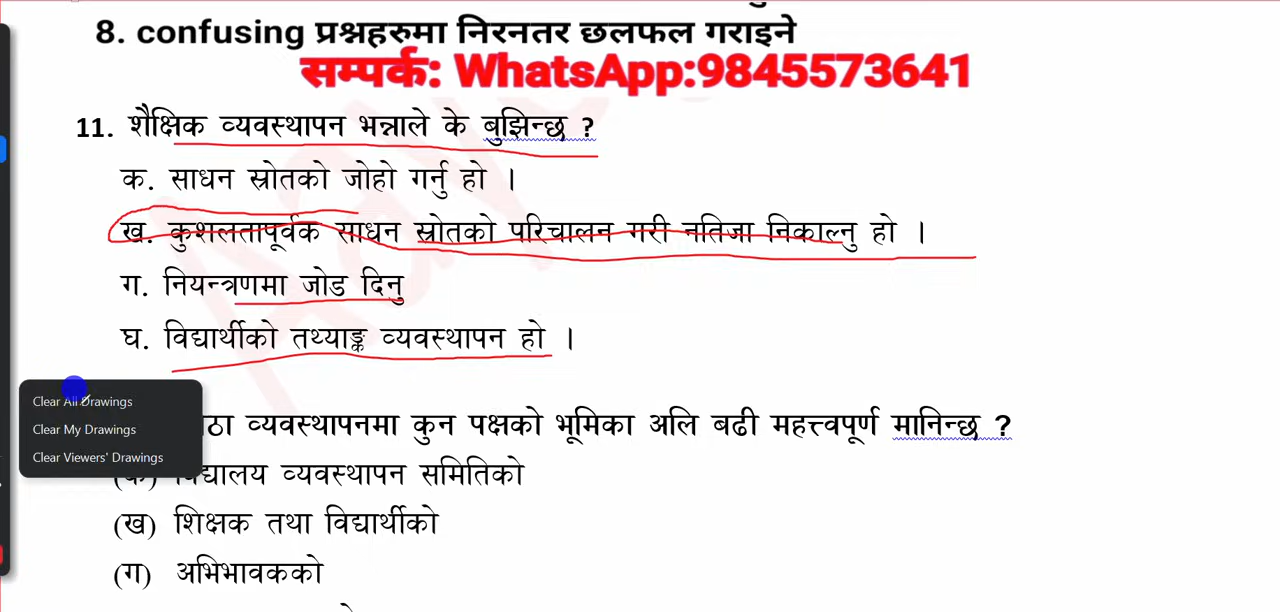 8. confusing प्रश्नहरुमा निरनतर छलफल गराइने
सम्पर्क: WhatsApp:9845573641
11. शैक्षिक व्यवस्थापन भन्नाले के बुझिन्छ ?
क. साधन स्रोतको जोहो गर्नु हो ।
ख. कुशलतापूर्वक साधन स्रोतको परिचालन गरी नतिजा निकाल्नु हो ।
ग. नियन्त्रणमा जोड दिनु
घ. विद्यार्थीको तथ्याङ्क व्यवस्थापन हो ।
Clear All Drawings
Clear My Drawings
Clear Viewers' Drawings
व्यवस्थापनमा कुन पक्षको भूमिका अलि बढी महत्त्वपूर्ण मानिन्छ ?
(क) विद्यालय व्यवस्थापन समितिको
(ख) शिक्षक तथा विद्यार्थीको
(ग) अभिभावकको